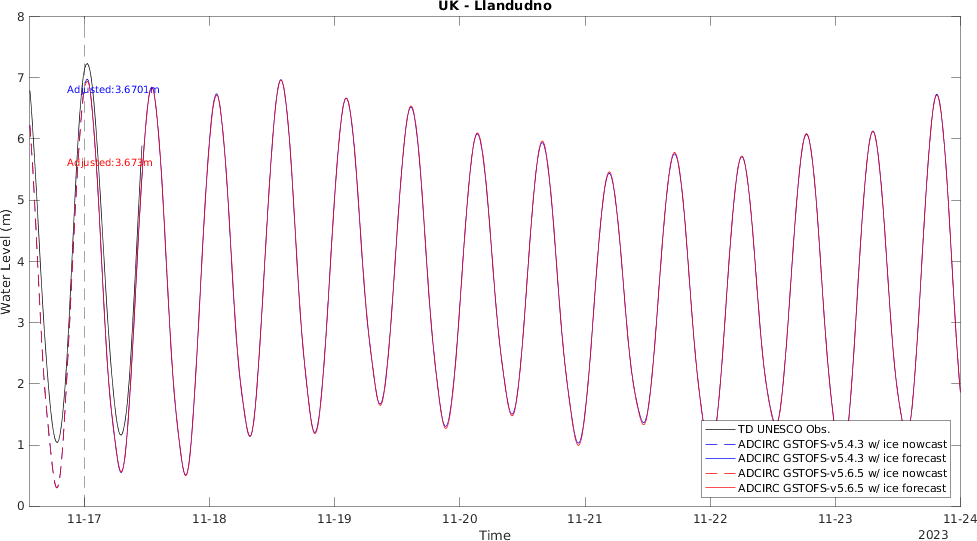 UK - Llandudno
8
7
6
5
4
3
2
1
0
Water Level (m)
Adjusted:3.6701m
Adjusted:3.673m
TD UNESCO Obs.
ADCIRC GSTOFS-v5.4.3 w/ ice nowcast
ADCIRC GSTOFS-v5.4.3 w/ ice forecast
ADCIRC GSTOFS-v5.6.5 w/ ice nowcast
ADCIRC GSTOFS-v5.6.5 w/ ice forecast
11-17 11-18 11-19 11-20 11-21 11-22 11-23 11-24
Time
2023